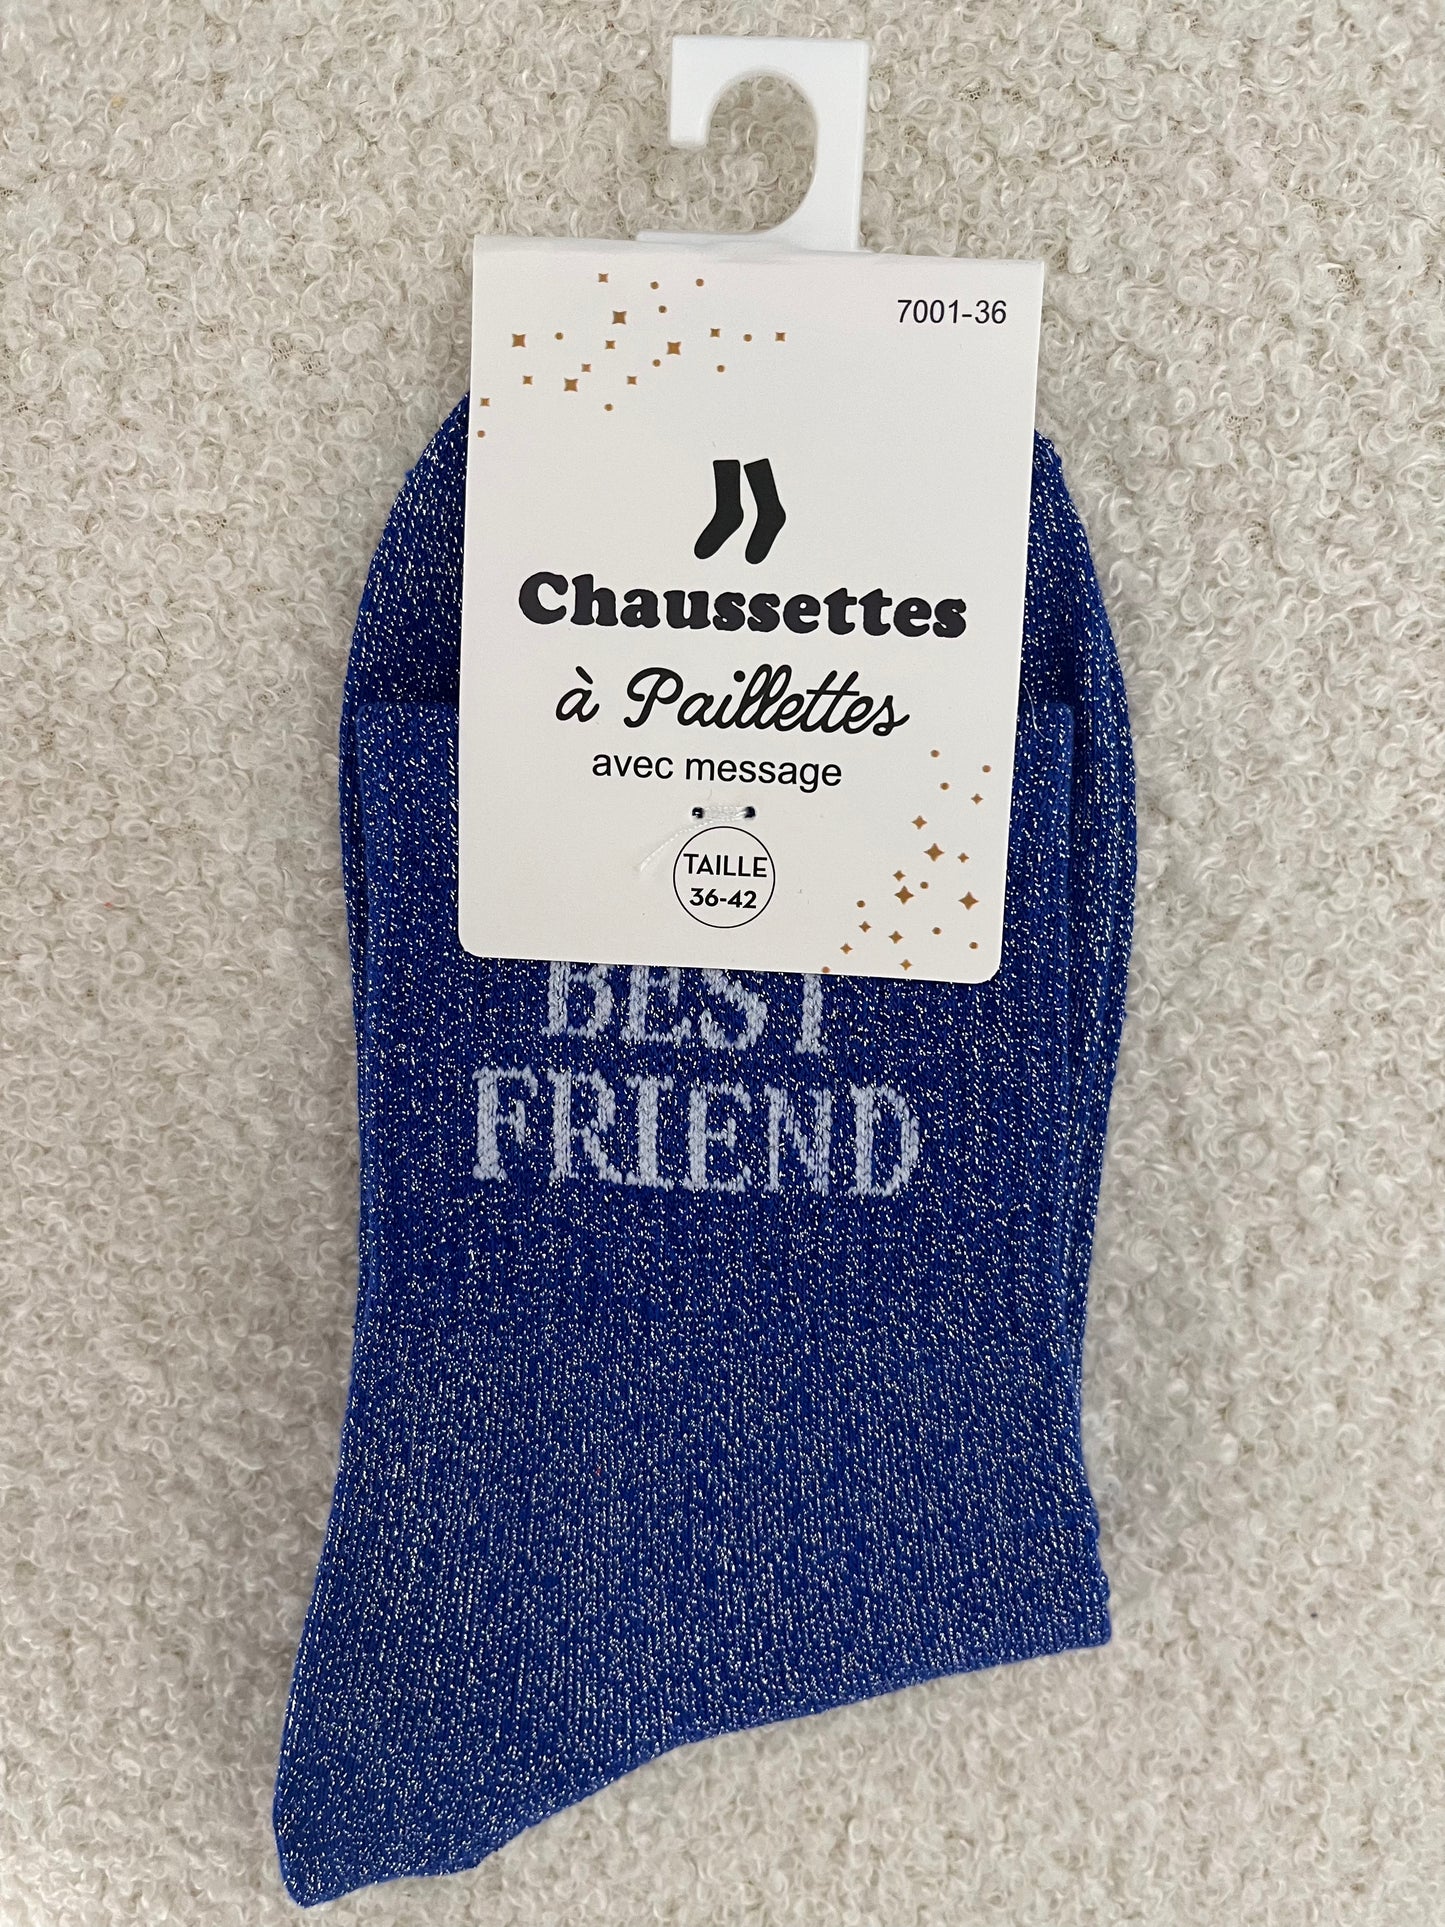 7001-36
Chaussettes
à Paillettes
avec message
TAILLE
36-42
BEST
FRIEND